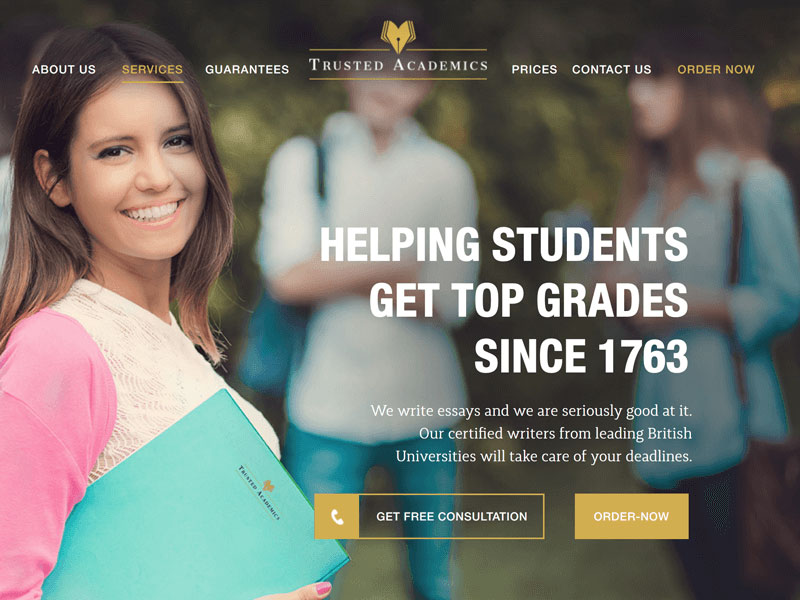 ABOUT US
SERVICES
GUARANTEES
TRUSTED ACADEMICS
PRICES
CONTACT US
ORDER NOW
HELPING STUDENTS
GET TOP GRADES
SINCE 1763
We write essays and we are seriously good at it.
Our certified writers from leading British
Universities will take care of your deadlines.
TRUSTED ACADEMICS
GET FREE CONSULTATION
ORDER-NOW